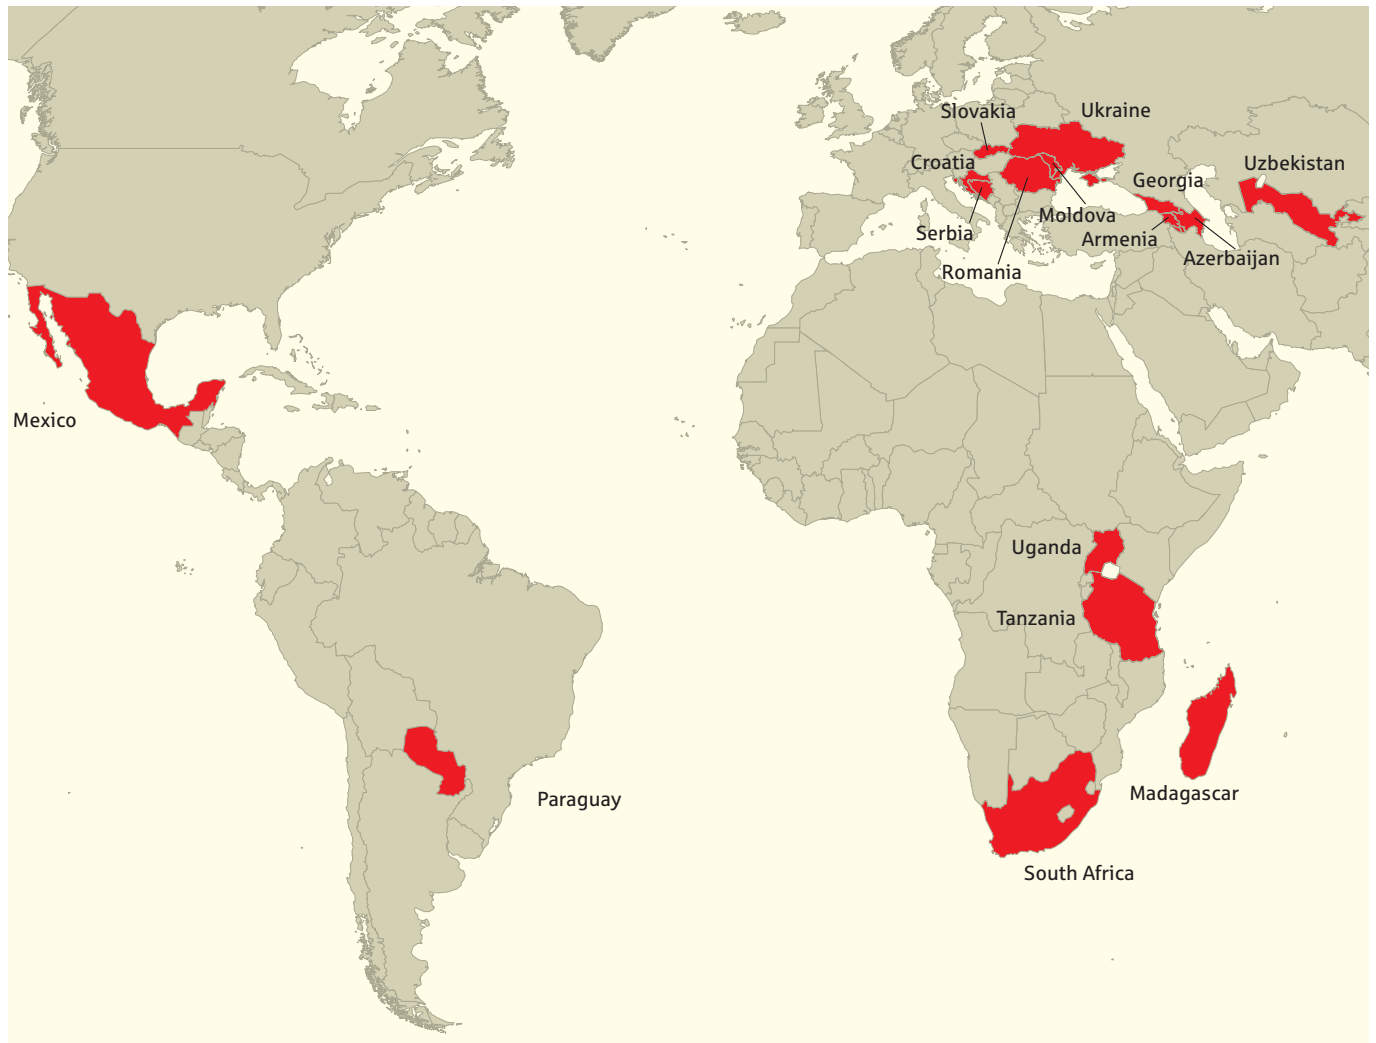 Slovakia
Ukraine
Croatia
Uzbekistan
Georgia
Moldova
Serbia
Armenia
Azerbaijan
Romania
Mexico
Uganda
Tanzania
Madagascar
Paraguay
South Africa